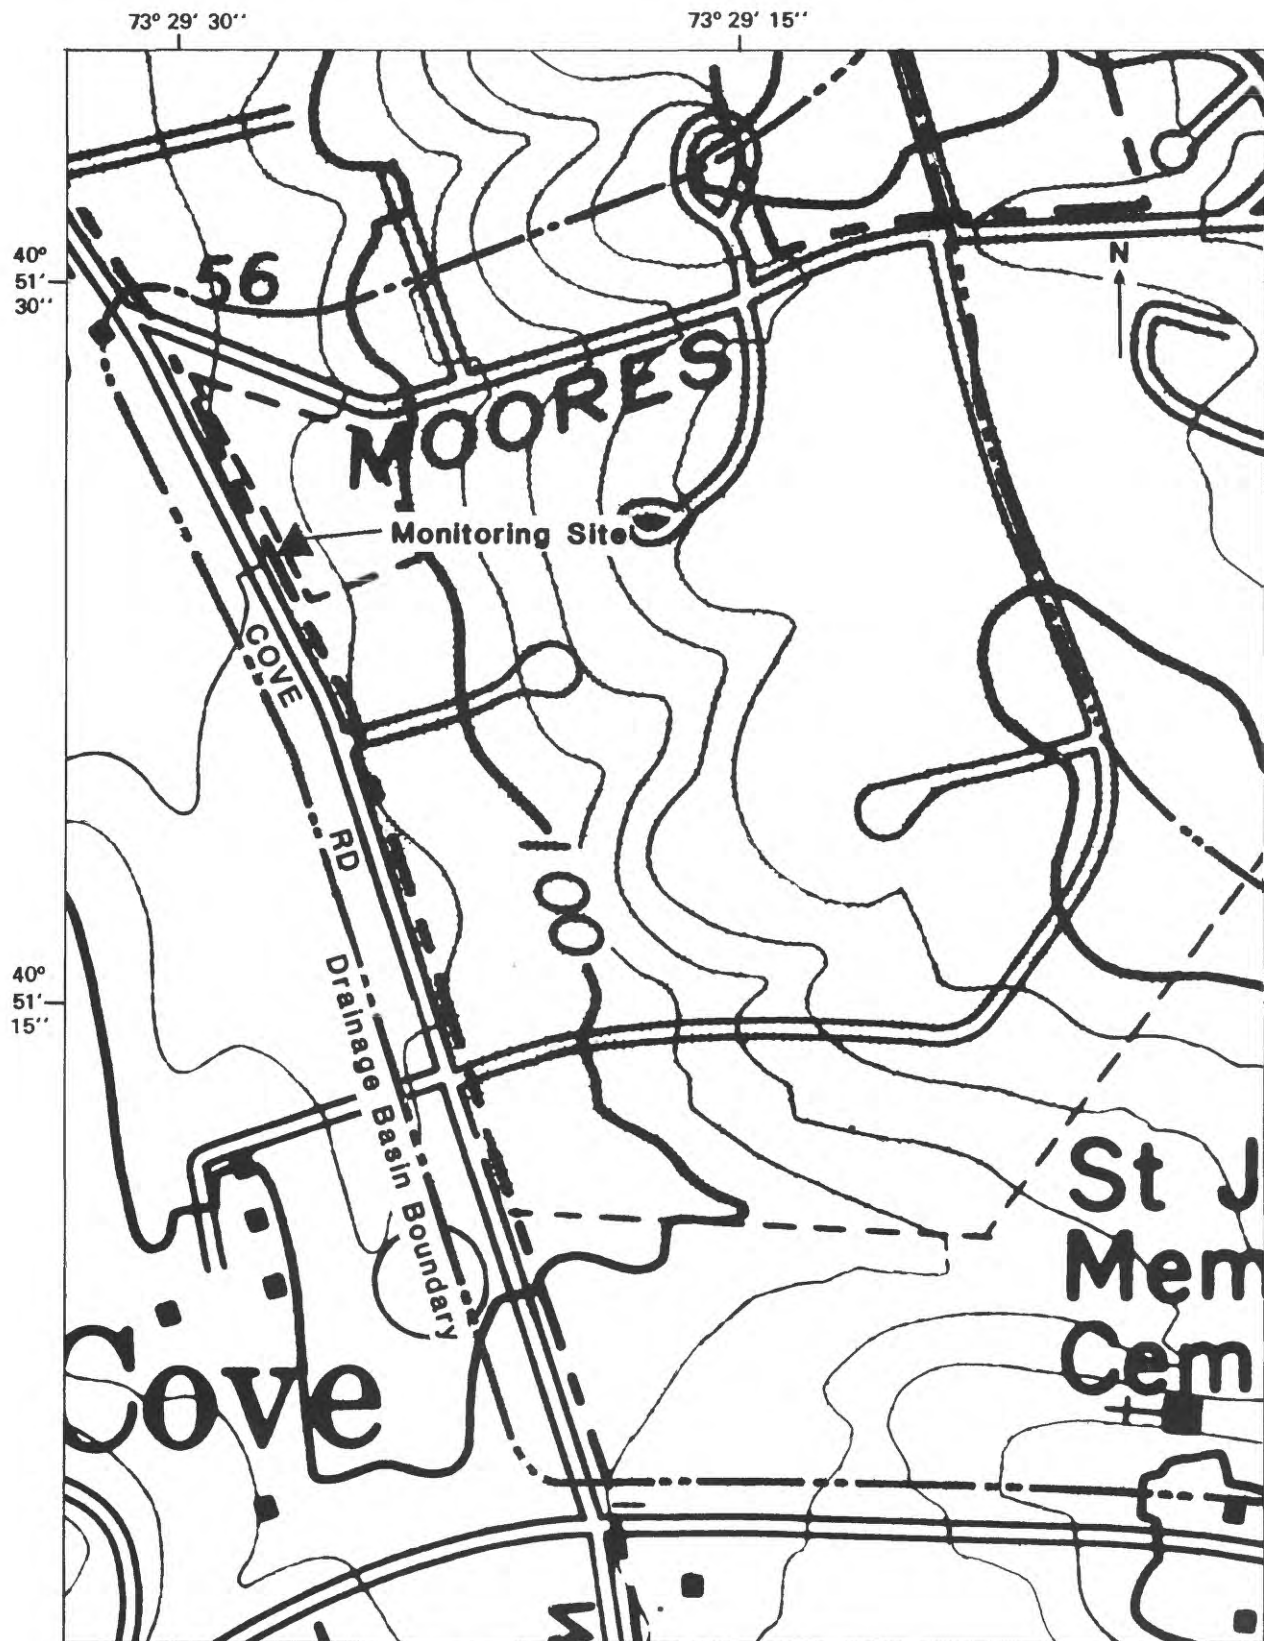 73° 29' 30'' 73° 29' 15''
40°
51'
30''
56
N
MOORES
Monitoring Site
COVE
RD
100
40°
51'
15''
Drainage Basin Boundary
St J
Mem
Cem
Cove